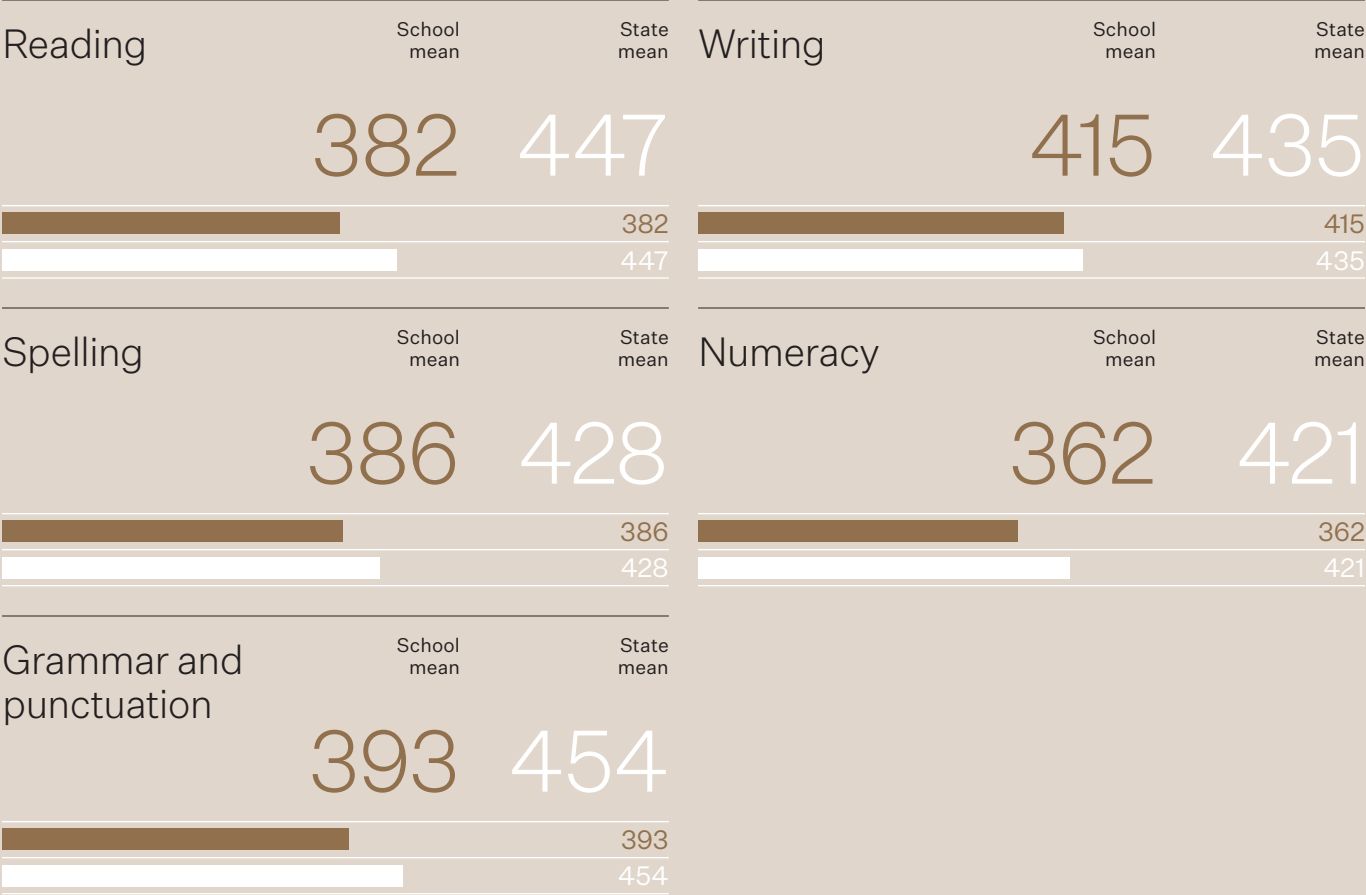 Reading
School
mean
State
mean
382
447
382
447
Writing
School
mean
State
mean
415
435
415
435
Spelling
School
mean
State
mean
386
428
386
428
Numeracy
School
mean
State
mean
362
421
362
421
Grammar and
punctuation
School
mean
State
mean
393
454
393
454